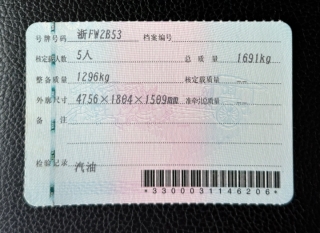 号牌号码 浙FW2B53 档案编号
核定载人数 5人 总质量 1691kg
整备质量 1296kg 核定载质量 ——
外廓尺寸 4756×1804×1509mm 准牵引总质量 ——
备注
检验记录 汽油
*3300031146206*